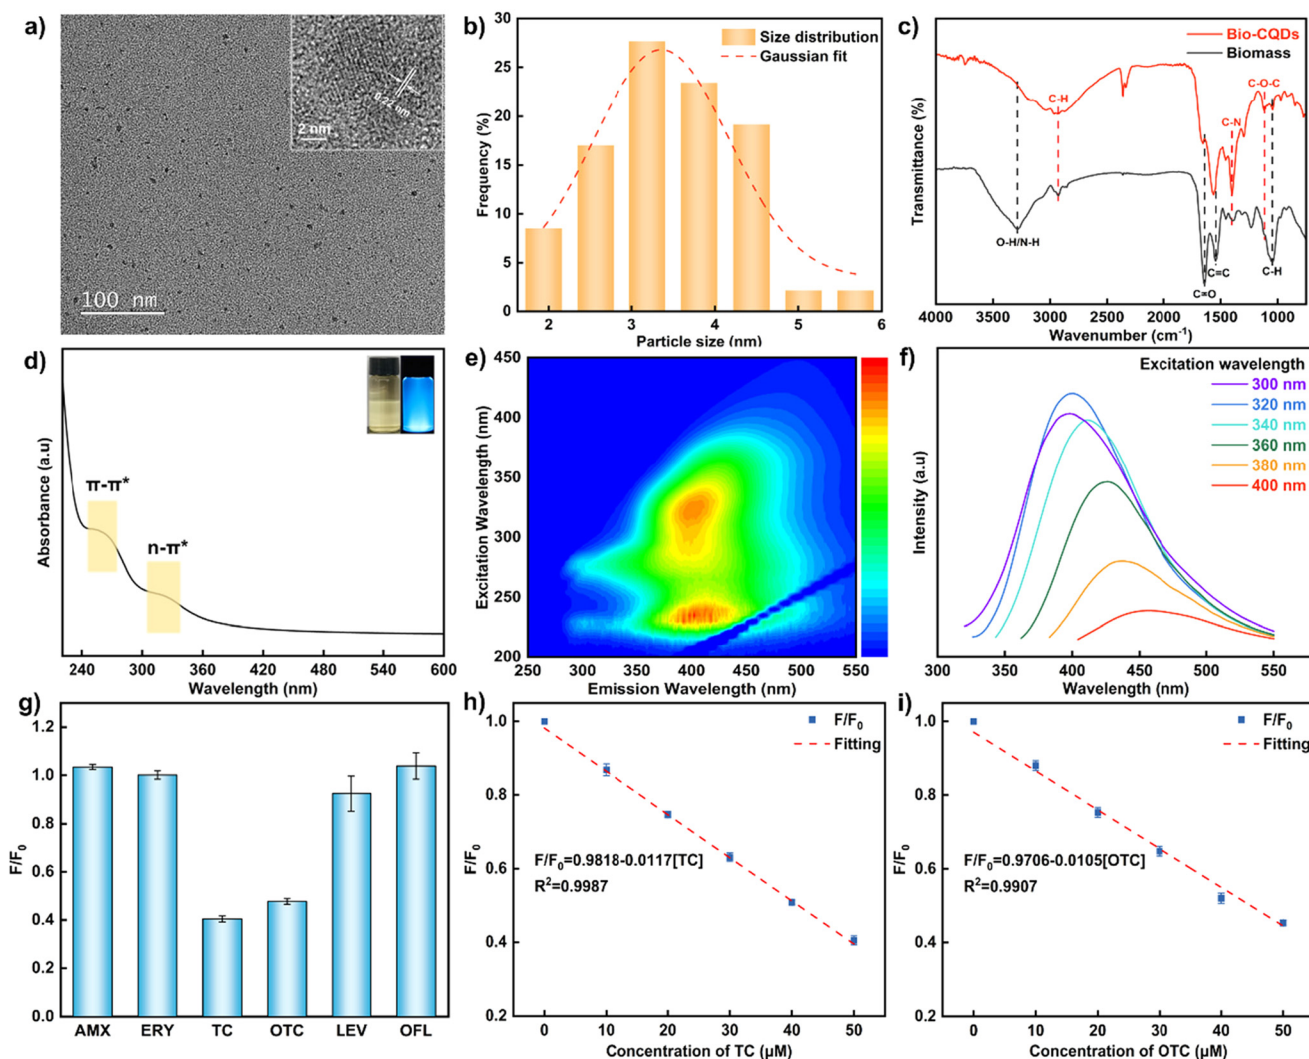 a)
0.22 nm
2 nm
100 nm
b)
Size distribution
Gaussian fit
Frequency (%)
30
25
20
15
10
5
0
2
3
4
5
6
Particle size (nm)
c)
Bio-CQDs
Biomass
C-H
C-O-C
C-N
O-H/N-H
C=C
C=O
C-H
Transmittance (%)
4000
3500
3000
2500
2000
1500
1000
Wavenumber (cm⁻¹)
d)
π-π*
n-π*
Absorbance (a.u)
240
300
360
420
480
540
600
Wavelength (nm)
e)
Excitation Wavelength (nm)
450
400
350
300
250
200
250
300
350
400
450
500
550
Emission Wavelength (nm)
f)
Excitation wavelength
300 nm
320 nm
340 nm
360 nm
380 nm
400 nm
Intensity (a.u)
300
350
400
450
500
550
Wavelength (nm)
g)
F/F₀
1.2
1.0
0.8
0.6
0.4
0.2
0.0
AMX
ERY
TC
OTC
LEV
OFL
h)
F/F₀
Fitting
F/F₀=0.9818-0.0117[TC]
R²=0.9987
F/F₀
1.0
0.8
0.6
0.4
0.2
0
10
20
30
40
50
Concentration of TC (μM)
i)
F/F₀
Fitting
F/F₀=0.9706-0.0105[OTC]
R²=0.9907
F/F₀
1.0
0.8
0.6
0.4
0.2
0
10
20
30
40
50
Concentration of OTC (μM)